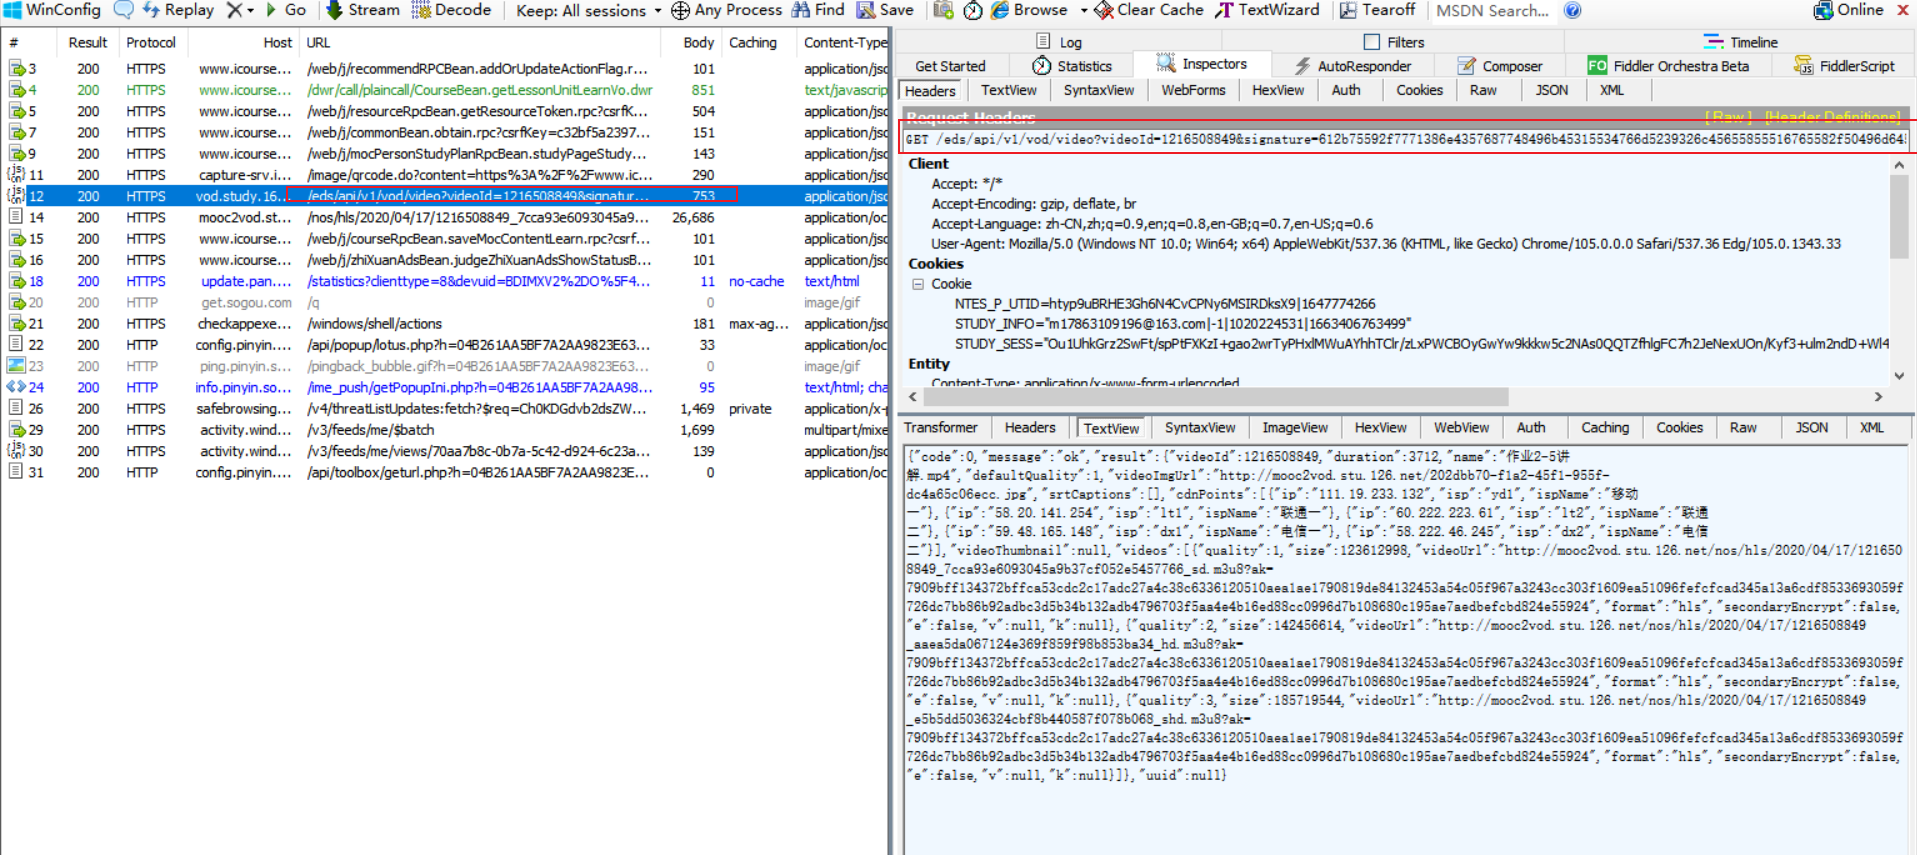 WinConfig Replay Go Stream Decode Keep: All sessions Any Process Find Save Browse Clear Cache TextWizard Tearoff MSDN Search... Online
# Result Protocol Host URL Body Caching Content-Type
3 200 HTTPS www.icourse... /web/j/recommendRPCBean.addOrUpdateActionFlag.r... 101 application/jsc
4 200 HTTPS www.icourse... /dwr/call/plaincall/CourseBean.getLessonUnitLearnVo.dwr 851 text/javascrip
5 200 HTTPS www.icourse... /web/j/resourceRpcBean.getResourceToken.rpc?csrfK... 504 application/jsc
7 200 HTTPS www.icourse... /web/j/commonBean.obtain.rpc?csrfKey=c32bf5a2397... 151 application/jsc
9 200 HTTPS www.icourse... /web/j/mocPersonStudyPlanRpcBean.studyPageStudy... 143 application/jsc
11 200 HTTPS capture-srv.i... /image/qrcode.do?content=https%3A%2F%2Fwww.ic... 290 application/jsc
12 200 HTTPS vod.study.16... /eds/api/v1/vod/video?videoId=1216508849&signatur... 753 application/jsc
14 200 HTTPS mooc2vod.st... /nos/hls/2020/04/17/1216508849_7cca93e6093045a9... 26,686 application/oc
15 200 HTTPS www.icourse... /web/j/courseRpcBean.saveMocContentLearn.rpc?csrf... 101 application/jsc
16 200 HTTPS www.icourse... /web/j/zhiXuanAdsBean.judgeZhiXuanAdsShowStatusB... 101 application/jsc
18 200 HTTPS update.pan.... /statistics?clienttype=8&devuid=BDIMXV2%2DO%5F4... 11 no-cache text/html
20 200 HTTP get.sogou.com /q 0 image/gif
21 200 HTTPS checkappexe... /windows/shell/actions 181 max-ag... application/jsc
22 200 HTTP config.pinyin... /api/popup/lotus.php?h=04B261AA5BF7A2AA9823E63... 33 application/oc
23 200 HTTP ping.pinyin.so... /pingback_bubble.gif?h=04B261AA5BF7A2AA9823E63... 0 image/gif
24 200 HTTP info.pinyin.so... /ime_push/getPopupIni.php?h=04B261AA5BF7A2AA98... 95 text/html; cha
26 200 HTTPS safebrowsing... /v4/threatListUpdates:fetch?$req=Ch0KDGdvb2dsZW... 1,469 private application/x-p
29 200 HTTPS activity.wind... /v3/feeds/me/$batch 1,699 multipart/mixe
30 200 HTTPS activity.wind... /v3/feeds/me/views/70aa7b8c-0b7a-5c42-d924-6c23a... 139 application/jsc
31 200 HTTP config.pinyin.... /api/toolbox/geturl.php?h=04B261AA5BF7A2AA9823E... 0 application/oc
Log Filters Timeline
Get Started Statistics Inspectors AutoResponder Composer FO Fiddler Orchestra Beta FiddlerScript
Headers TextView SyntaxView WebForms HexView Auth Cookies Raw JSON XML
Request Headers [ Raw ] [Header Definitions]
GET /eds/api/v1/vod/video?videoId=1216508849&signature=612b75592f7771386e4357687748496b45315534766d5239326c45655855516765582f50496d64
Client
Accept: */*
Accept-Encoding: gzip, deflate, br
Accept-Language: zh-CN,zh;q=0.9,en;q=0.8,en-GB;q=0.7,en-US;q=0.6
User-Agent: Mozilla/5.0 (Windows NT 10.0; Win64; x64) AppleWebKit/537.36 (KHTML, like Gecko) Chrome/105.0.0.0 Safari/537.36 Edg/105.0.1343.33
Cookies
Cookie
NTES_P_UTID=htyp9uBRHE3Gh6N4CvCPNy6MSIRDksX9|1647774266
STUDY_INFO="m17863109196@163.com|-1|1020224531|1663406763499"
STUDY_SESS="Ou1UhkGrz2SwFt/spPtFXKzI+gao2wrTyPHxlMWuAYhhTClr/zLxPWCBOyGwYw9kkkw5c2NAs0QQTZfhlgFC7h2JeNexUOn/Kyf3+ulm2ndD+Wl4
Entity
Content-Type: application/x-www-form-urlencoded
Transformer Headers TextView SyntaxView ImageView HexView WebView Auth Caching Cookies Raw JSON XML
{"code":0,"message":"ok","result":{"videoId":1216508849,"duration":3712,"name":"作业2-5讲
解.mp4","defaultQuality":1,"videoImgUrl":"http://mooc2vod.stu.126.net/202dbb70-f1a2-45f1-955f-
dc4a65c06ecc.jpg","srtCaptions":[],"cdnPoints":[{"ip":"111.19.233.132","isp":"yd1","ispName":"移动
一"},{"ip":"58.20.141.254","isp":"lt1","ispName":"联通一"},{"ip":"60.222.223.61","isp":"lt2","ispName":"联通
二"},{"ip":"59.48.165.148","isp":"dx1","ispName":"电信一"},{"ip":"58.222.46.245","isp":"dx2","ispName":"电信
二"}],"videoThumbnail":null,"videos":[{"quality":1,"size":123612998,"videoUrl":"http://mooc2vod.stu.126.net/nos/hls/2020/04/17/121650
8849_7cca93e6093045a9b37cf052e5457766_sd.m3u8?ak=
7909bff134372bffca53cdc2c17adc27a4c38c6336120510aea1ae1790819de84132453a54c05f967a3243cc303f1609ea51096fefcfcad345a13a6cdf8533693059f
726dc7bb86b92adbc3d5b34b132adb4796703f5aa4e4b16ed88cc0996d7b108680c195ae7aedbefcbd824e55924","format":"hls","secondaryEncrypt":false,
"e":false,"v":null,"k":null},{"quality":2,"size":142456614,"videoUrl":"http://mooc2vod.stu.126.net/nos/hls/2020/04/17/1216508849
_aaea5da067124e369f859f98b853ba34_hd.m3u8?ak=
7909bff134372bffca53cdc2c17adc27a4c38c6336120510aea1ae1790819de84132453a54c05f967a3243cc303f1609ea51096fefcfcad345a13a6cdf8533693059f
726dc7bb86b92adbc3d5b34b132adb4796703f5aa4e4b16ed88cc0996d7b108680c195ae7aedbefcbd824e55924","format":"hls","secondaryEncrypt":false,
"e":false,"v":null,"k":null},{"quality":3,"size":185719544,"videoUrl":"http://mooc2vod.stu.126.net/nos/hls/2020/04/17/1216508849
_e5b5dd5036324cbf8b440587f078b068_shd.m3u8?ak=
7909bff134372bffca53cdc2c17adc27a4c38c6336120510aea1ae1790819de84132453a54c05f967a3243cc303f1609ea51096fefcfcad345a13a6cdf8533693059f
726dc7bb86b92adbc3d5b34b132adb4796703f5aa4e4b16ed88cc0996d7b108680c195ae7aedbefcbd824e55924","format":"hls","secondaryEncrypt":false,
"e":false,"v":null,"k":null}]},"uuid":null}